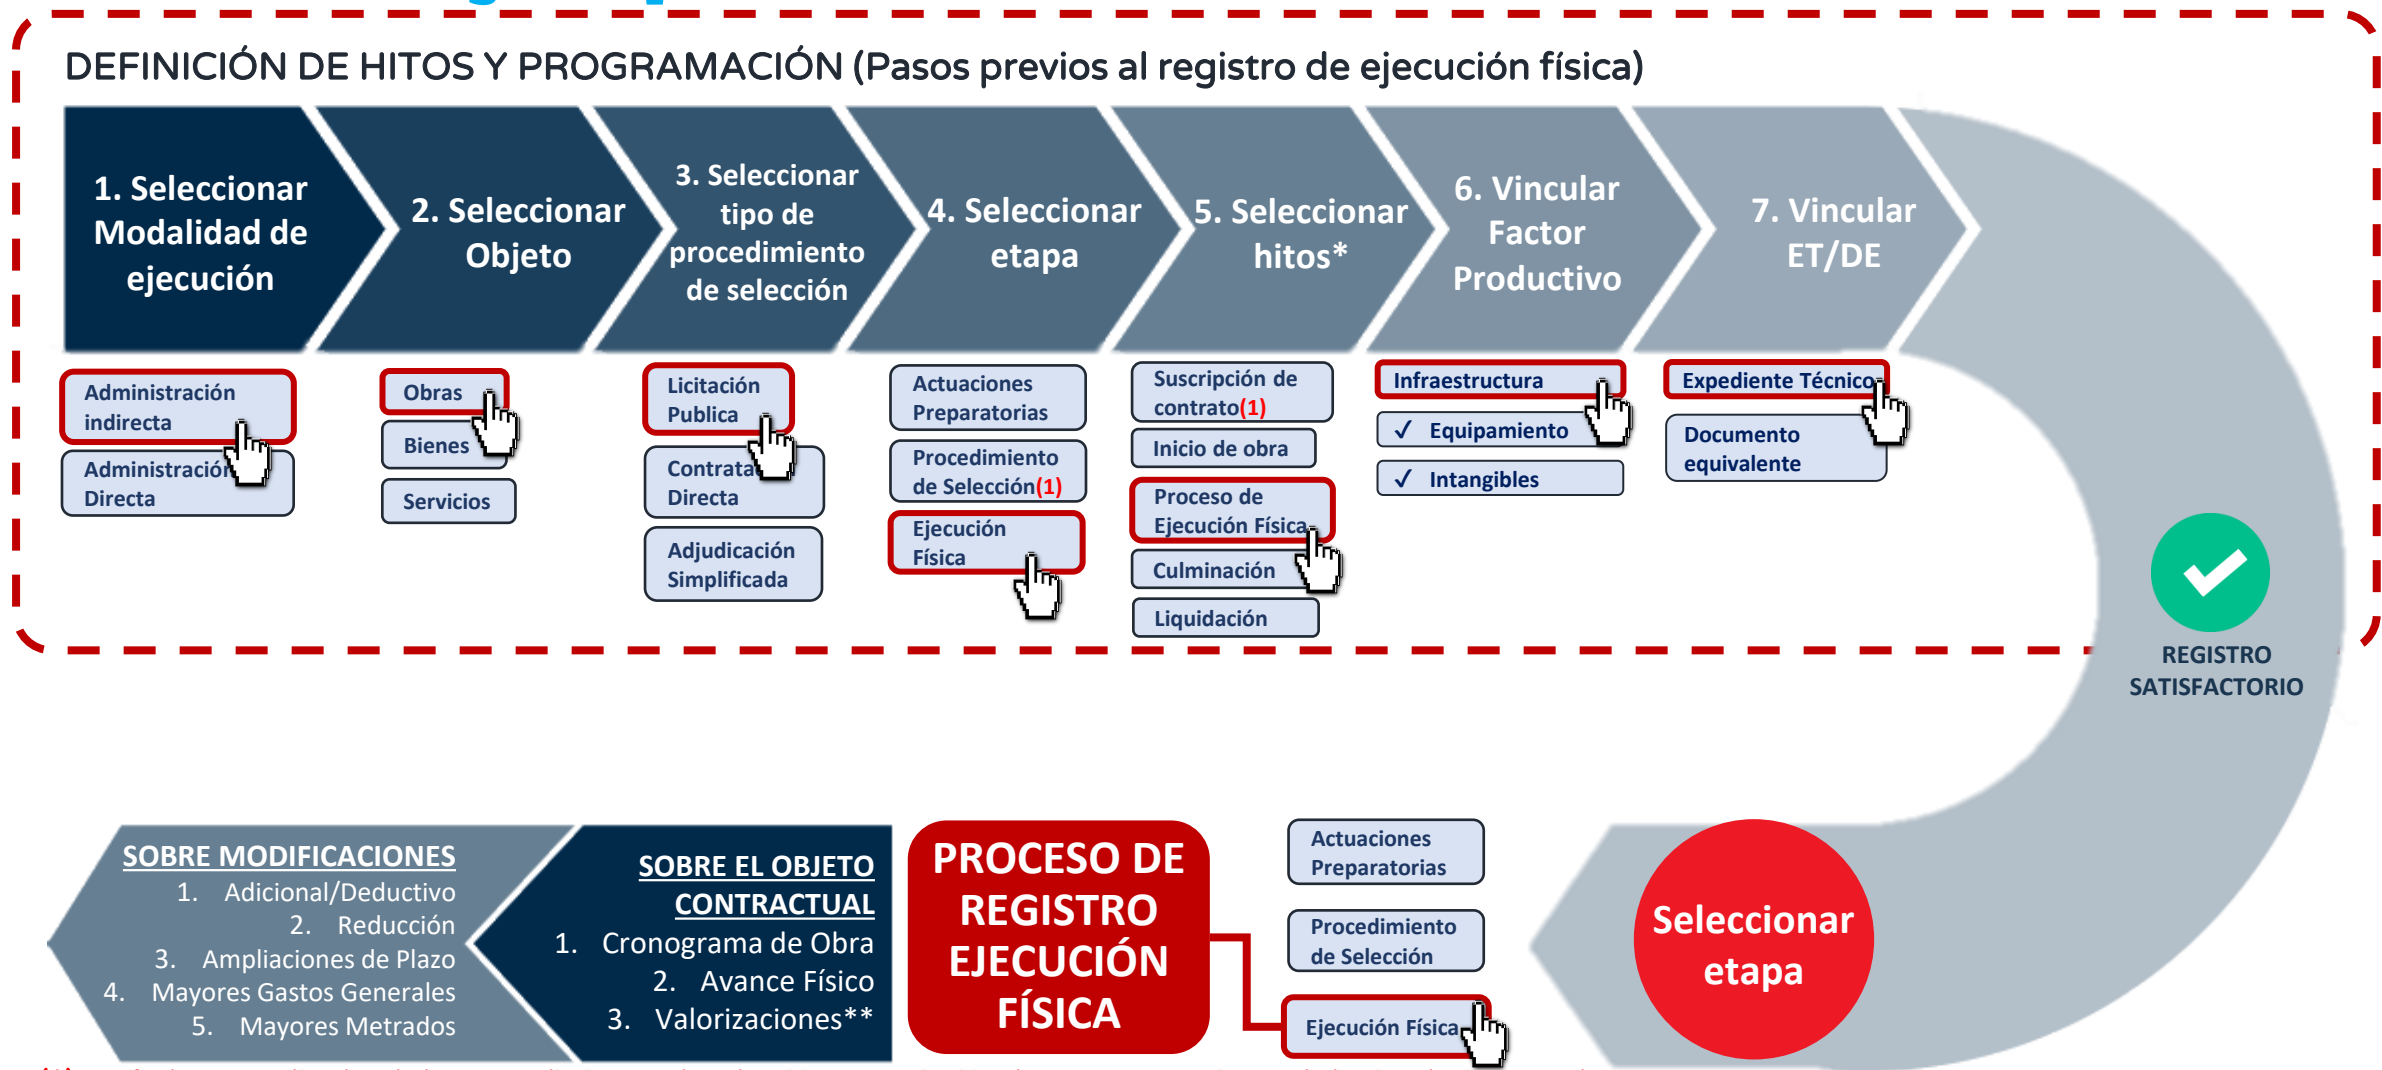 DEFINICIÓN DE HITOS Y PROGRAMACIÓN (Pasos previos al registro de ejecución física)
1. Seleccionar
Modalidad de
ejecución
2. Seleccionar
Objeto
3. Seleccionar
tipo de
procedimiento
de selección
4. Seleccionar
etapa
5. Seleccionar
hitos*
6. Vincular
Factor
Productivo
7. Vincular
ET/DE
Administración
indirecta
Administración
Directa
Obras
Bienes
Servicios
Licitación
Publica
Directa
Adjudicación
Simplificada
Actuaciones
Preparatorias
Procedimiento
de Selección(1)
Ejecución
Física
Suscripción de
contrato(1)
Inicio de obra
Proceso de
Ejecución Física
Culminación
Liquidación
Infraestructura
✓ Equipamiento
✓ Intangibles
Expediente Técnico
Documento
equivalente
REGISTRO
SATISFACTORIO
Seleccionar
etapa
Actuaciones
Preparatorias
Procedimiento
de Selección
Ejecución Física
PROCESO DE
REGISTRO
EJECUCIÓN
FÍSICA
SOBRE EL OBJETO
CONTRACTUAL
1. Cronograma de Obra
2. Avance Físico
3. Valorizaciones**
SOBRE MODIFICACIONES
1. Adicional/Deductivo
2. Reducción
3. Ampliaciones de Plazo
4. Mayores Gastos Generales
5. Mayores Metrados